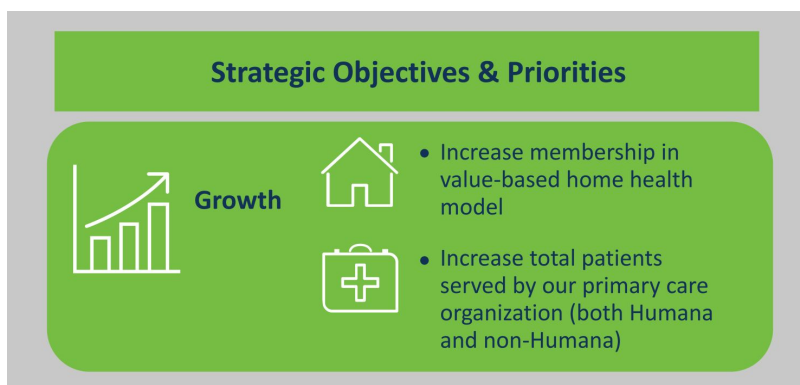 Strategic Objectives & Priorities
Growth
• Increase membership in
value-based home health
model
• Increase total patients
served by our primary care
organization (both Humana
and non-Humana)